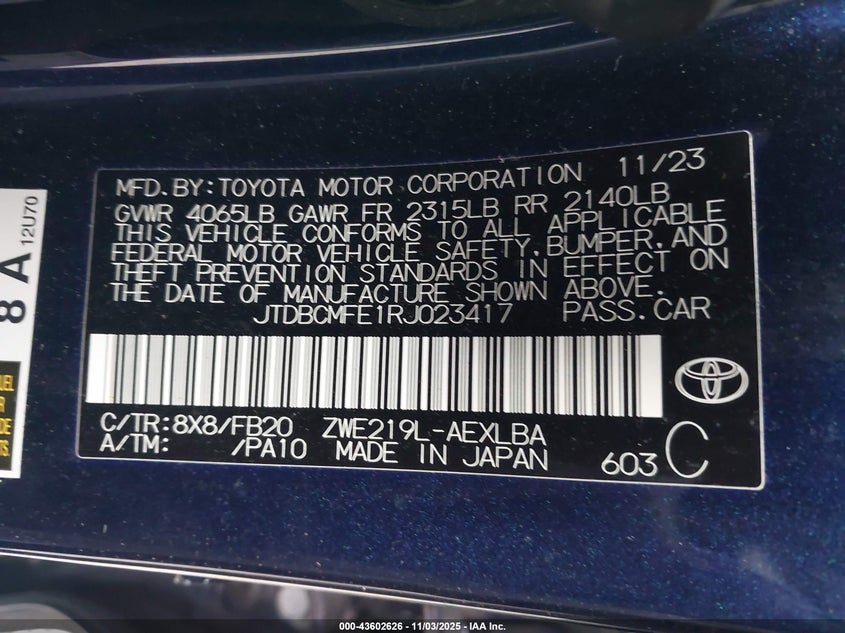 MFD. BY: TOYOTA MOTOR CORPORATION 11/23
GVWR 4065LB GAWR FR 2315LB RR 2140LB
THIS VEHICLE CONFORMS TO ALL APPLICABLE
FEDERAL MOTOR VEHICLE SAFETY, BUMPER, AND
THEFT PREVENTION STANDARDS IN EFFECT ON
THE DATE OF MANUFACTURE SHOWN ABOVE.
JTDBCMFE1RJ023417 PASS. CAR
C/TR: 8X8/FB20 ZWE219L-AEXLBA
A/TM: /PA10 MADE IN JAPAN 603 C
8 A
12U70
000-43602626 - 11/03/2025 - IAA Inc.